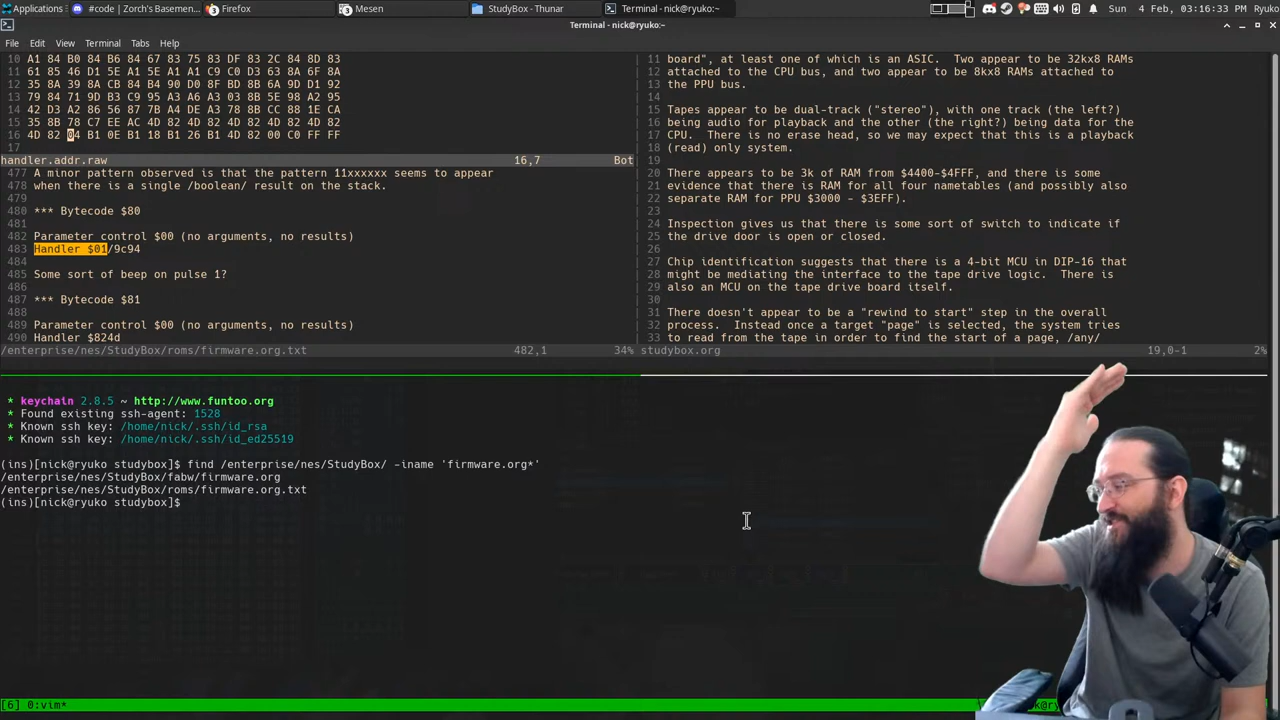 Applications
#code | Zorch's Basemen...
3
Firefox
3
Mesen
StudyBox - Thunar
Terminal - nick@ryuko:~
Sun 4 Feb, 03:16:33 PM Ryuko
Terminal - nick@ryuko:~
File Edit View Terminal Tabs Help
10 A1 84 B0 84 B6 84 67 83 75 83 DF 83 2C 84 8D 83
11 61 85 46 D1 5E A1 5E A1 A1 C9 C0 D3 63 8A 6F 8A
12 35 8A 39 8A CB 84 B4 90 D0 8F BD 8B 6A 9D D1 92
13 79 84 71 9D B3 C9 95 A3 A6 A3 03 8B 5E 98 A2 95
14 42 D3 A2 86 56 87 7B A4 DE A3 78 8B CC 88 1E CA
15 35 8B 78 C7 EE AC 4D 82 4D 82 4D 82 4D 82 4D 82
16 4D 82 04 B1 0E B1 18 B1 26 B1 4D 82 00 C0 FF FF
17
handler.addr.raw 16,7 Bot
477 A minor pattern observed is that the pattern 11xxxxxx seems to appear
478 when there is a single /boolean/ result on the stack.
479
480 *** Bytecode $80
481
482 Parameter control $00 (no arguments, no results)
483 Handler $01/9c94
484
485 Some sort of beep on pulse 1?
486
487 *** Bytecode $81
488
489 Parameter control $00 (no arguments, no results)
490 Handler $824d
/enterprise/nes/StudyBox/roms/firmware.org.txt 482,1 34%
11 board", at least one of which is an ASIC. Two appear to be 32kx8 RAMs
12 attached to the CPU bus, and two appear to be 8kx8 RAMs attached to
13 the PPU bus.
14
15 Tapes appear to be dual-track ("stereo"), with one track (the left?)
16 being audio for playback and the other (the right?) being data for the
17 CPU. There is no erase head, so we may expect that this is a playback
18 (read) only system.
19
20 There appears to be 3k of RAM from $4400-$4FFF, and there is some
21 evidence that there is RAM for all four nametables (and possibly also
22 separate RAM for PPU $3000 - $3EFF).
23
24 Inspection gives us that there is some sort of switch to indicate if
25 the drive door is open or closed.
26
27 Chip identification suggests that there is a 4-bit MCU in DIP-16 that
28 might be mediating the interface to the tape drive logic. There is
29 also an MCU on the tape drive board itself.
30
31 There doesn't appear to be a "rewind to start" step in the overall
32 process. Instead once a target "page" is selected, the system tries
33 to read from the tape in order to find the start of a page, /any/
studybox.org 19,0-1 2%
* keychain 2.8.5 ~ http://www.funtoo.org
* Found existing ssh-agent: 1528
* Known ssh key: /home/nick/.ssh/id_rsa
* Known ssh key: /home/nick/.ssh/id_ed25519
(ins)[nick@ryuko studybox]$ find /enterprise/nes/StudyBox/ -iname 'firmware.org*'
/enterprise/nes/StudyBox/fabw/firmware.org
/enterprise/nes/StudyBox/roms/firmware.org.txt
(ins)[nick@ryuko studybox]$
[6] 0:vim*